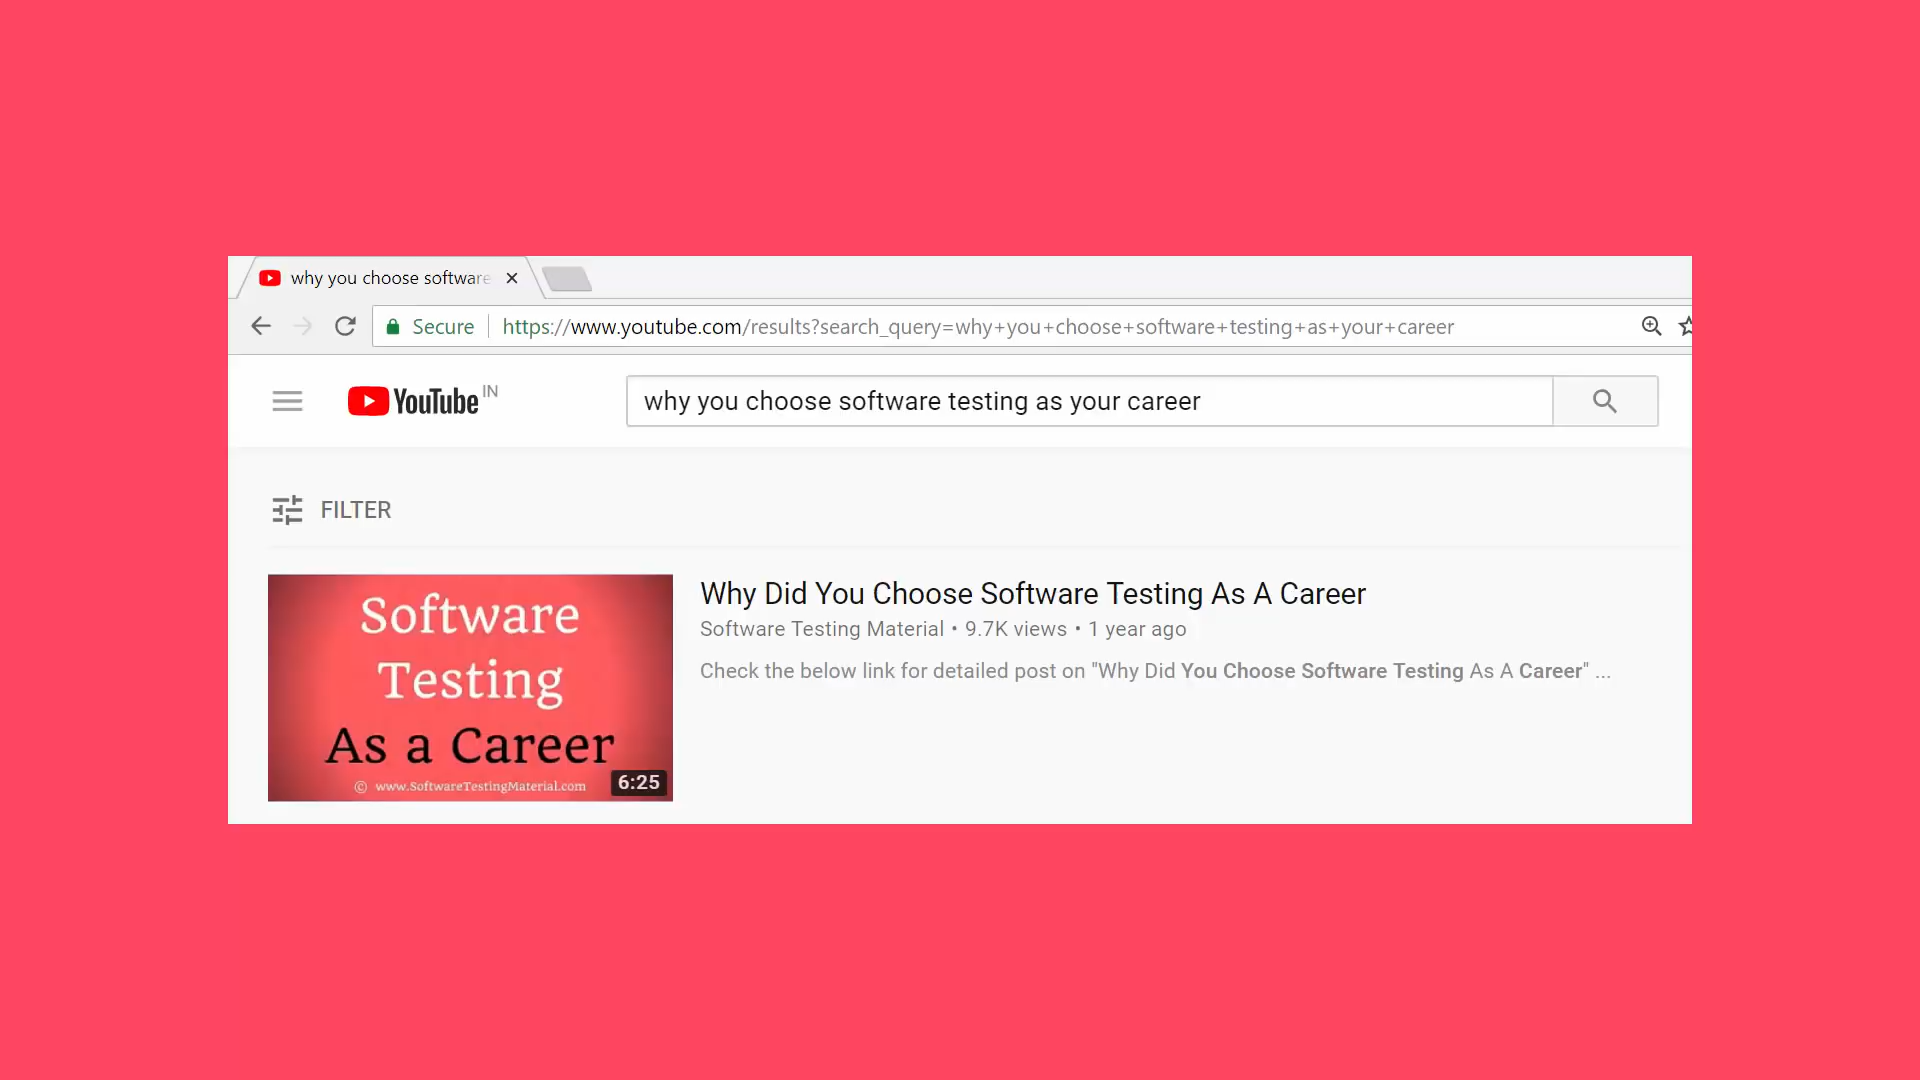 why you choose software
Secure
https://www.youtube.com/results?search_query=why+you+choose+software+testing+as+your+career
YouTube IN
why you choose software testing as your career
FILTER
Software
Testing
As a Career
© www.SoftwareTestingMaterial.com
6:25
Why Did You Choose Software Testing As A Career
Software Testing Material • 9.7K views • 1 year ago
Check the below link for detailed post on "Why Did You Choose Software Testing As A Career" ...